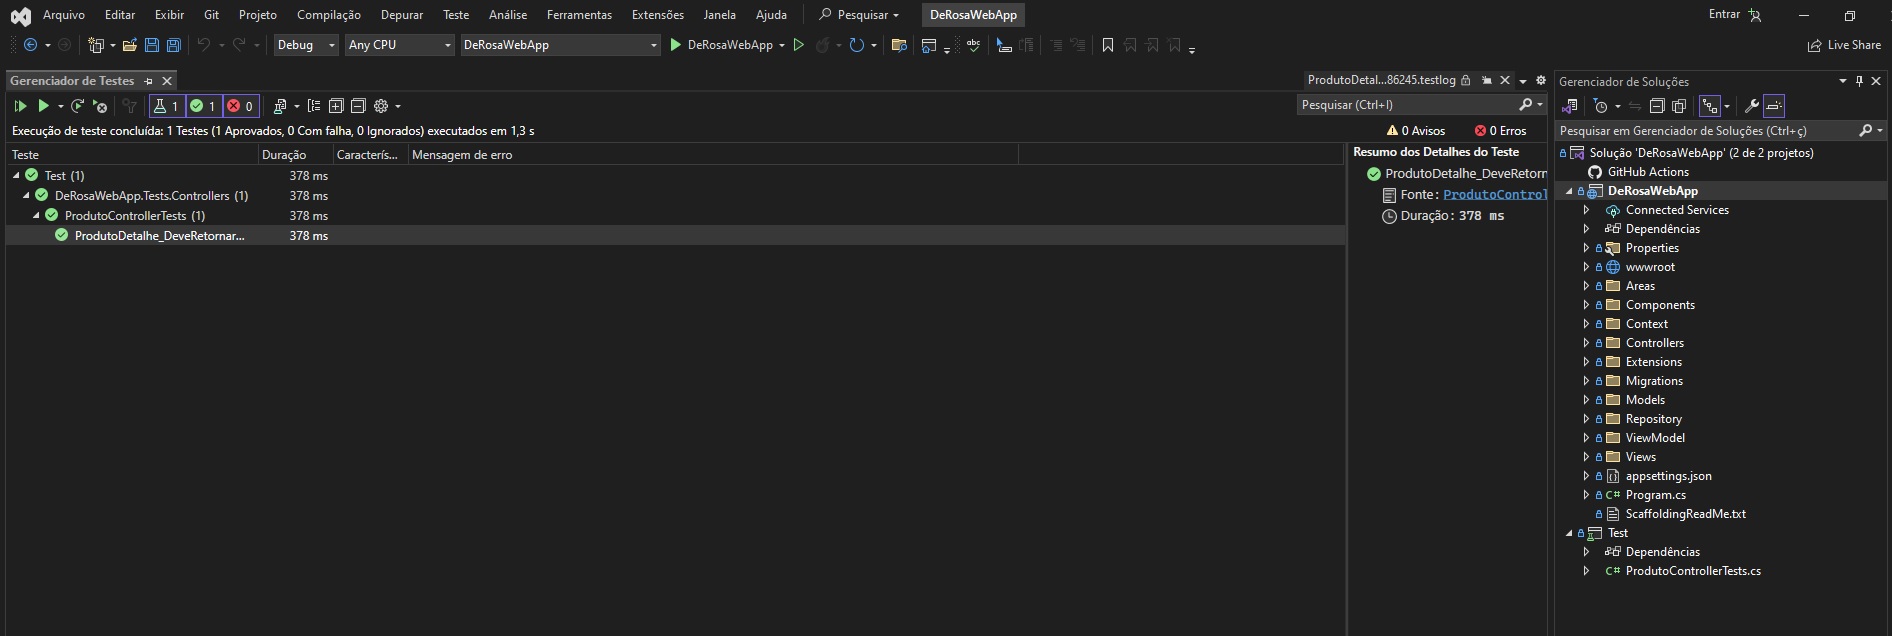 Arquivo Editar Exibir Git Projeto Compilação Depurar Teste Análise Ferramentas Extensões Janela Ajuda Pesquisar DeRosaWebApp Entrar
Debug Any CPU DeRosaWebApp DeRosaWebApp Live Share
Gerenciador de Testes
1 1 0
Execução de teste concluída: 1 Testes (1 Aprovados, 0 Com falha, 0 Ignorados) executados em 1,3 s
Teste Duração Caracterís... Mensagem de erro
Test (1) 378 ms
DeRosaWebApp.Tests.Controllers (1) 378 ms
ProdutoControllerTests (1) 378 ms
ProdutoDetalhe_DeveRetornar... 378 ms
ProdutoDetal...86245.testlog
Pesquisar (Ctrl+I)
0 Avisos 0 Erros
Resumo dos Detalhes do Teste
ProdutoDetalhe_DeveRetorn
Fonte: ProdutoControl
Duração: 378 ms
Gerenciador de Soluções
Pesquisar em Gerenciador de Soluções (Ctrl+ç)
Solução 'DeRosaWebApp' (2 de 2 projetos)
GitHub Actions
DeRosaWebApp
Connected Services
Dependências
Properties
wwwroot
Areas
Components
Context
Controllers
Extensions
Migrations
Models
Repository
ViewModel
Views
appsettings.json
C# Program.cs
ScaffoldingReadMe.txt
Test
Dependências
C# ProdutoControllerTests.cs